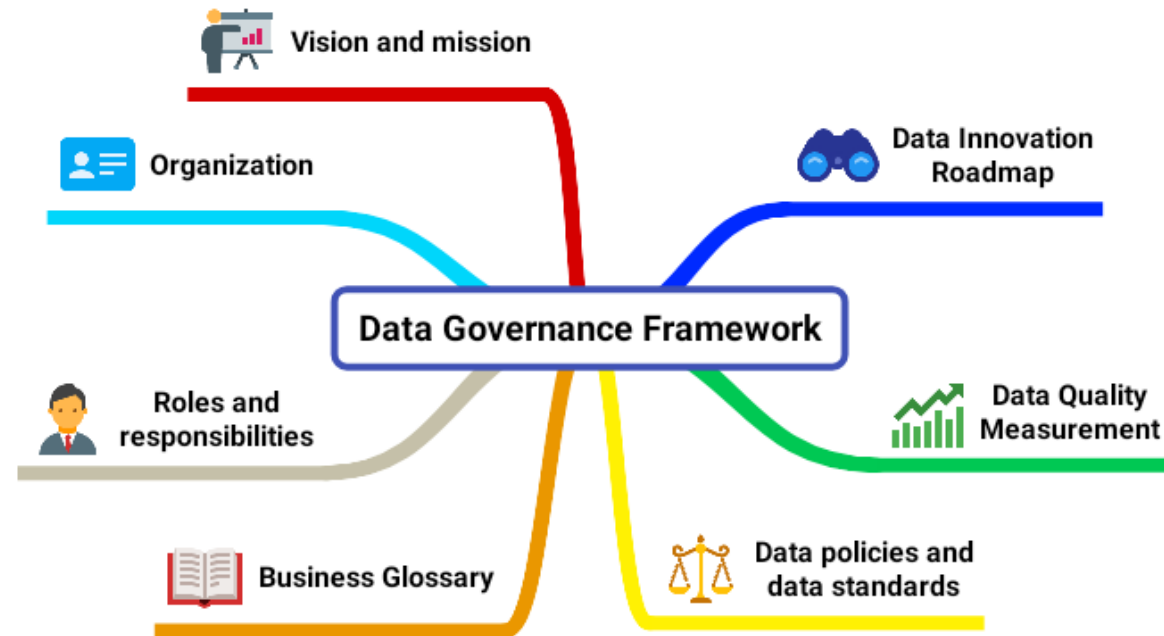 Vision and mission
Data Innovation
Roadmap
Organization
Data Governance Framework
Roles and
responsibilities
Data Quality
Measurement
Business Glossary
Data policies and
data standards